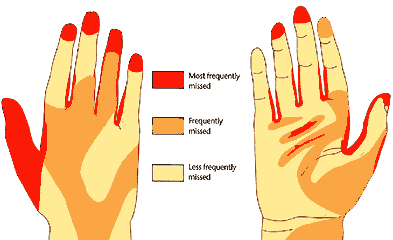 Most frequently
missed
Frequently
missed
Less frequently
missed